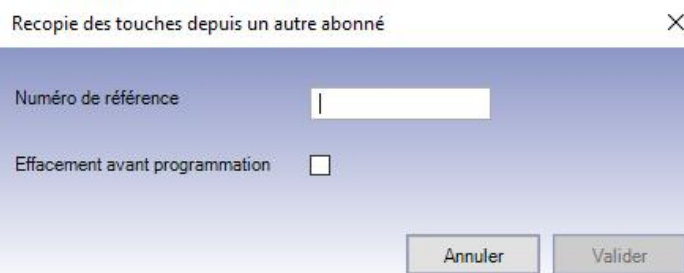 Recopie des touches depuis un autre abonné
Numéro de référence
Effacement avant programmation
Annuler Valider